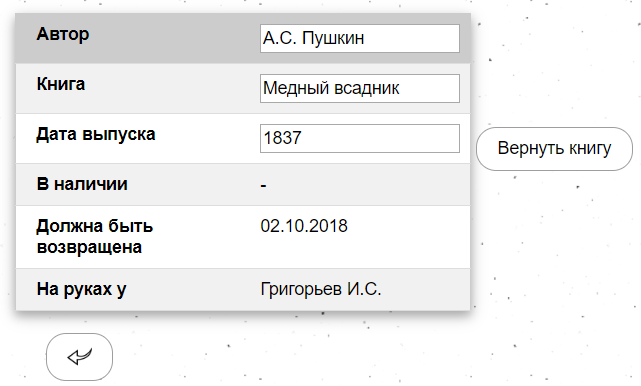 Автор А.С. Пушкин
Книга Медный всадник
Дата выпуска 1837
Вернуть книгу
В наличии -
Должна быть 02.10.2018
возвращена
На руках у Григорьев И.С.